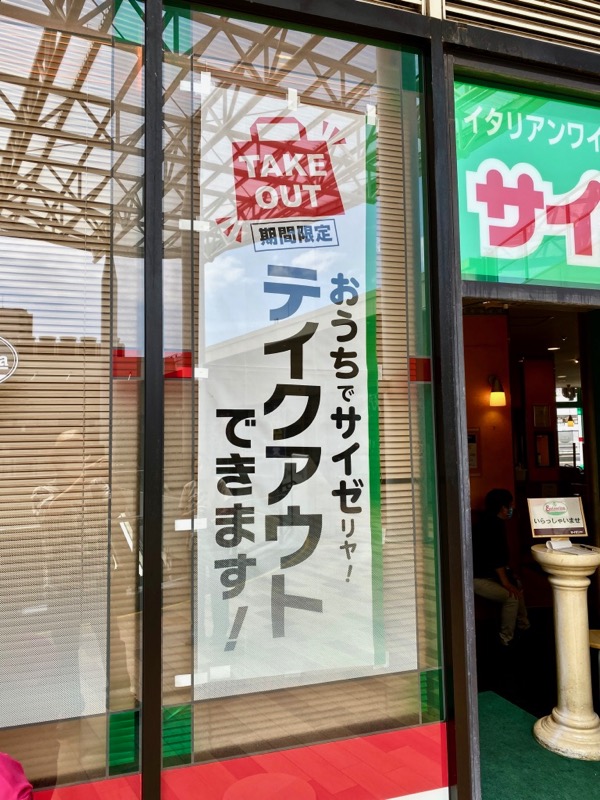 TAKE
OUT
期間限定
おうちでサイゼリヤ!
テイクアウト
できます!
イタリアンワイ
サイ
いらっしゃいませ